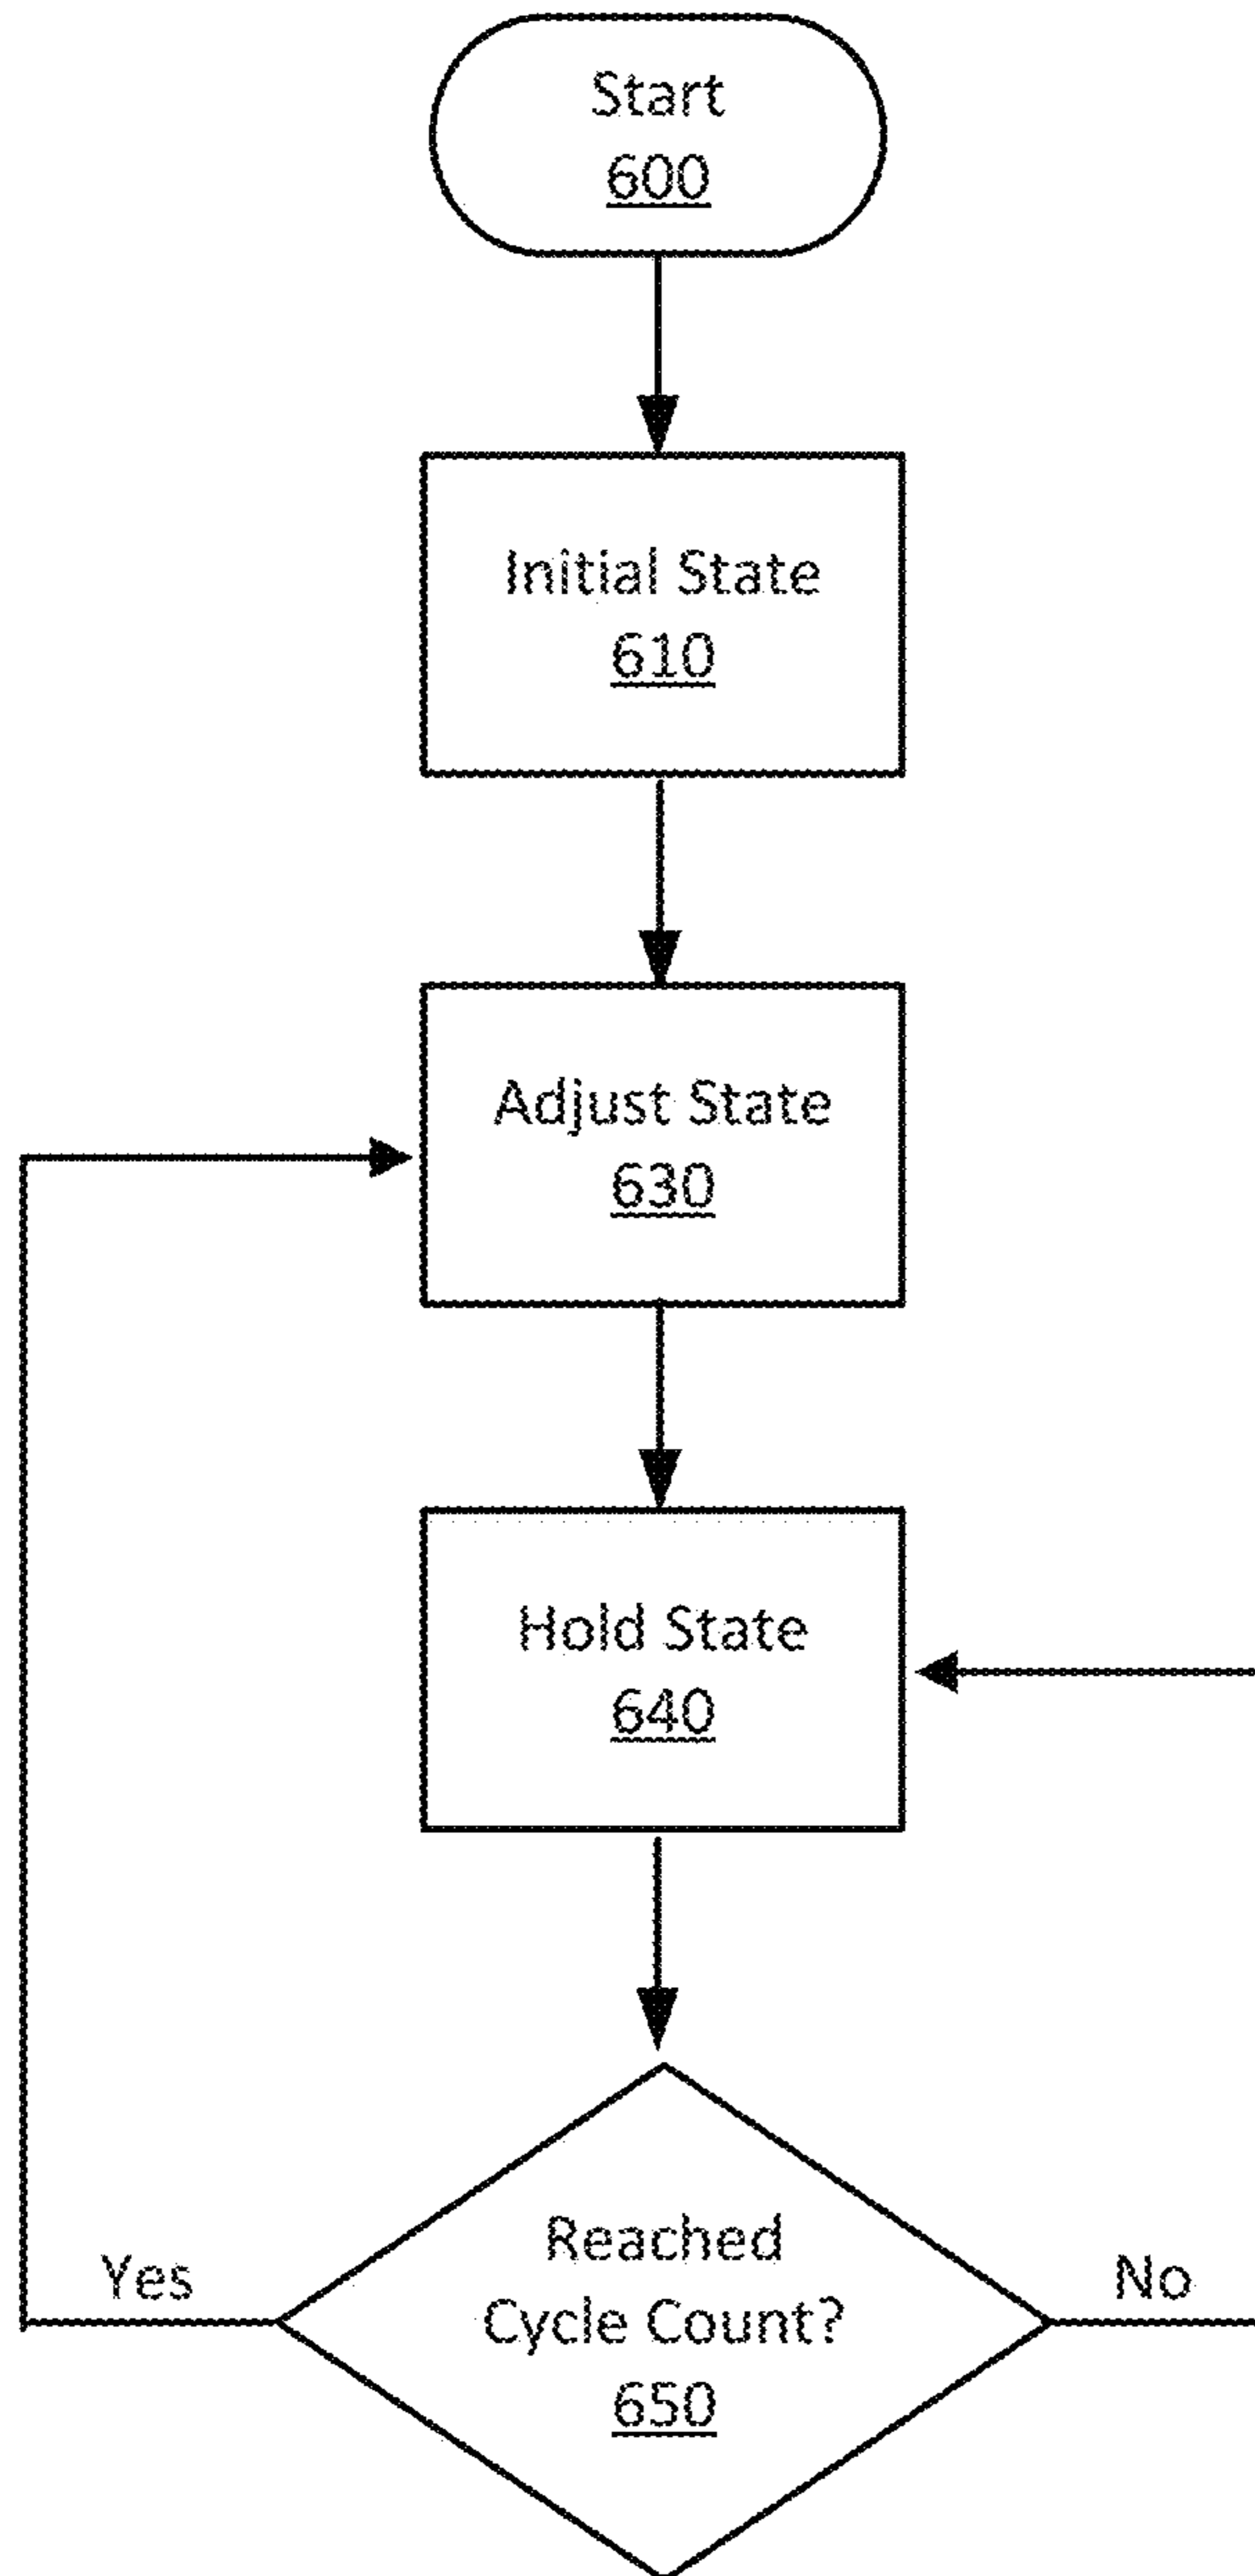 Start
600
Initial State
610
Adjust State
630
Hold State
640
Reached
Cycle Count?
650
Yes
No